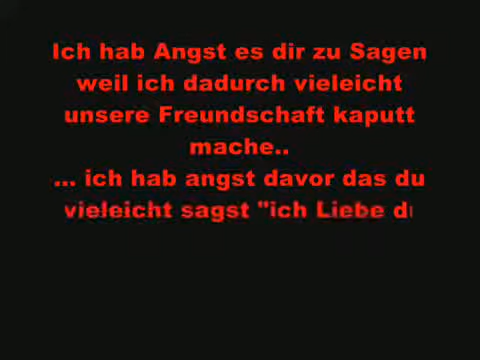 Ich hab Angst es dir zu Sagen
weil ich dadurch vieleicht
unsere Freundschaft kaputt
mache..
... ich hab angst davor das du
vieleicht sagst "ich Liebe